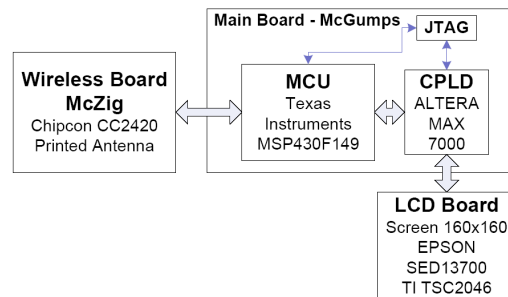 Main Board - McGumps
JTAG
Wireless Board
McZig
Chipcon CC2420
Printed Antenna
MCU
Texas
Instruments
MSP430F149
CPLD
ALTERA
MAX
7000
LCD Board
Screen 160x160
EPSON
SED13700
TI TSC2046